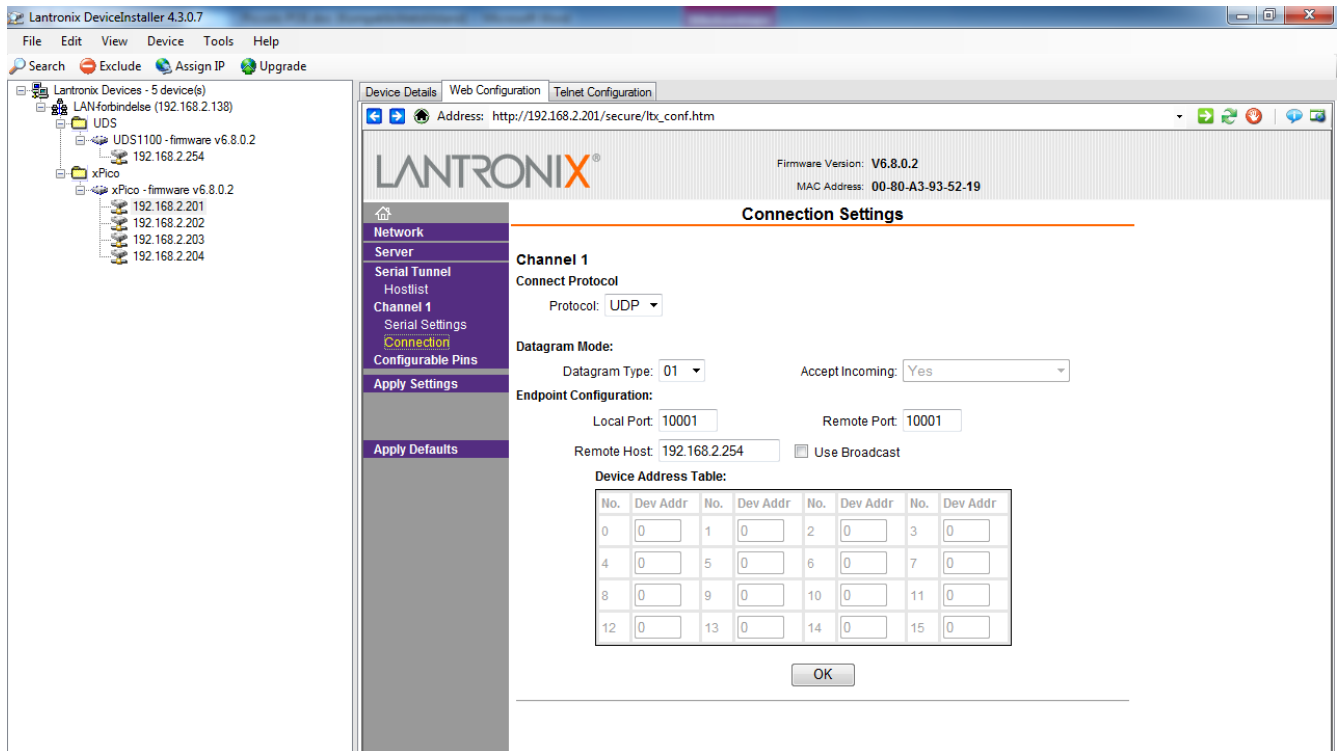 Lantronix DeviceInstaller 4.3.0.7
File Edit View Device Tools Help
Search Exclude Assign IP Upgrade
Lantronix Devices - 5 device(s)
LAN-forbindelse (192.168.2.138)
UDS
UDS1100 - firmware v6.8.0.2
192.168.2.254
xPico
xPico - firmware v6.8.0.2
192.168.2.201
192.168.2.202
192.168.2.203
192.168.2.204
Device Details Web Configuration Telnet Configuration
Address: http://192.168.2.201/secure/ltx_conf.htm
LANTRONIX®
Firmware Version: V6.8.0.2
MAC Address: 00-80-A3-93-52-19
Network
Server
Serial Tunnel
Hostlist
Channel 1
Serial Settings
Connection
Configurable Pins
Apply Settings
Apply Defaults
Connection Settings
Channel 1
Connect Protocol
Protocol: UDP
Datagram Mode:
Datagram Type: 01 Accept Incoming: Yes
Endpoint Configuration:
Local Port: 10001 Remote Port: 10001
Remote Host: 192.168.2.254 Use Broadcast
Device Address Table:
No. Dev Addr No. Dev Addr No. Dev Addr No. Dev Addr
0 0 1 0 2 0 3 0
4 0 5 0 6 0 7 0
8 0 9 0 10 0 11 0
12 0 13 0 14 0 15 0
OK